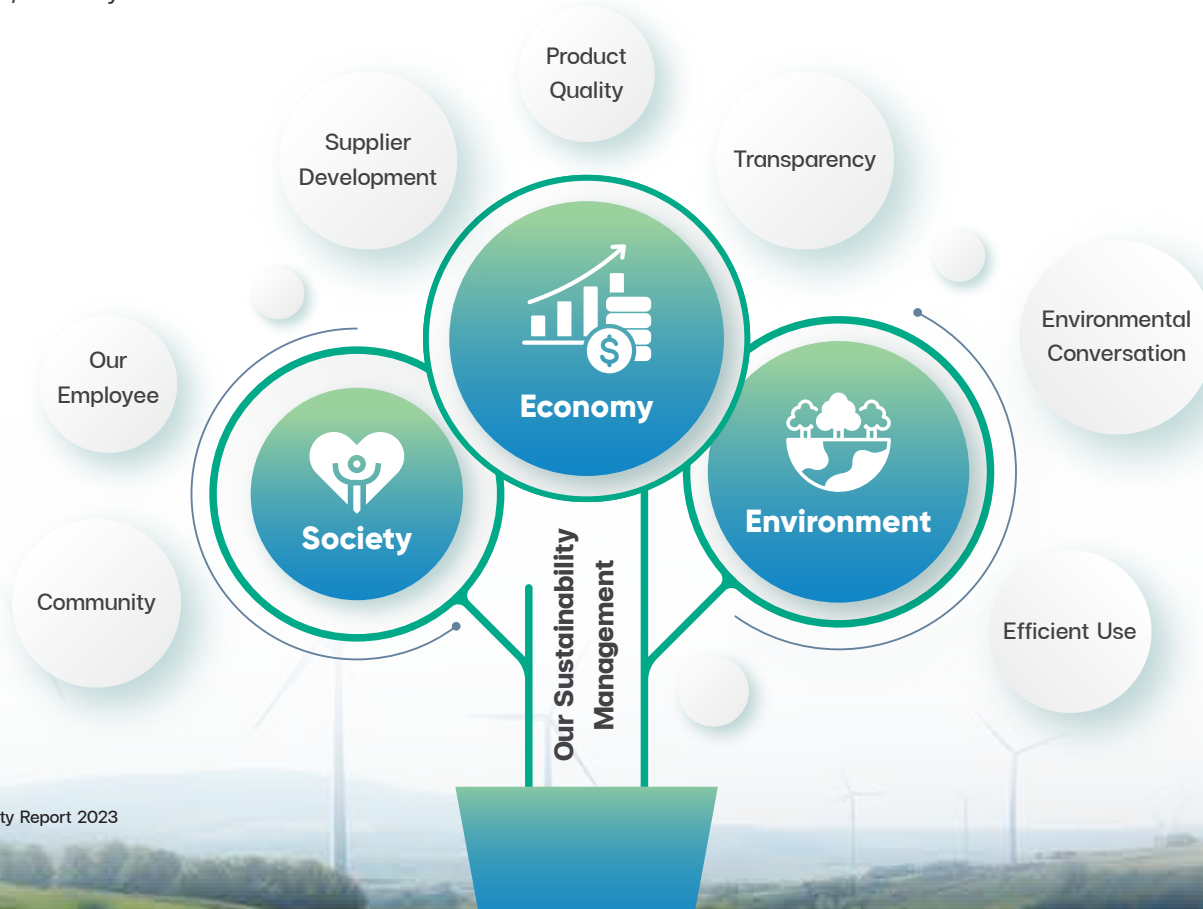 Product
Quality
Supplier
Development
Transparency
Environmental
Conversation
Our
Employee
Economy
Society
Environment
Community
Efficient Use
Our Sustainability
Management
ty Report 2023